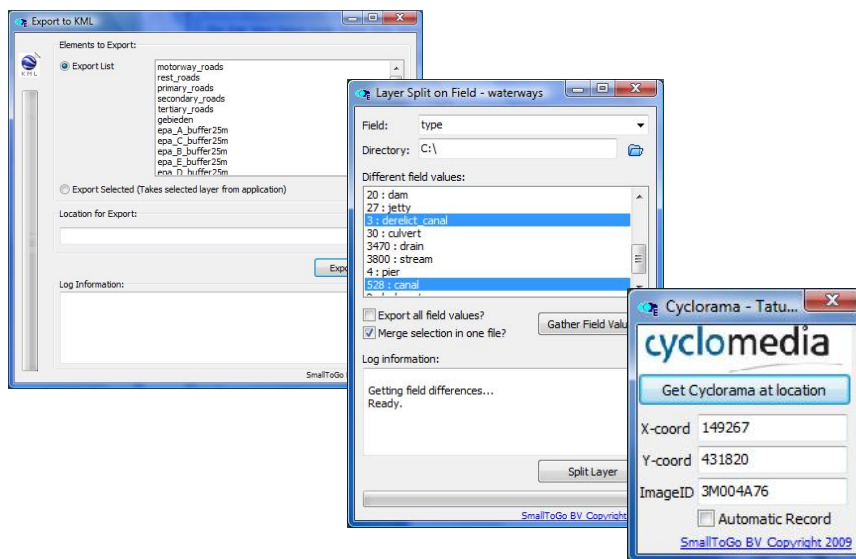 Export to KML
Elements to Export:
KML
Export List
motorway_roads
rest_roads
primary_roads
secondary_roads
tertiary_roads
gebieden
epa_A_buffer25m
epa_C_buffer25m
epa_B_buffer25m
epa_E_buffer25m
epa_D_buffer25m
Export Selected (Takes selected layer from application)
Location for Export:
Expo
Log Information:
SmallToGo
Layer Split on Field - waterways
Field: type
Directory: C:\
Different field values:
20 : dam
27 : jetty
3 : derelict_canal
30 : culvert
3470 : drain
3800 : stream
4 : pier
528 : canal
Export all field values?
Merge selection in one file?
Gather Field Valu
Log information:
Getting field differences...
Ready.
Split Layer
SmallToGo BV Copyright
Cyclorama - Tatu...
cyclomedia
Get Cyclorama at location
X-coord 149267
Y-coord 431820
ImageID 3M004A76
Automatic Record
SmallToGo BV Copyright 2009